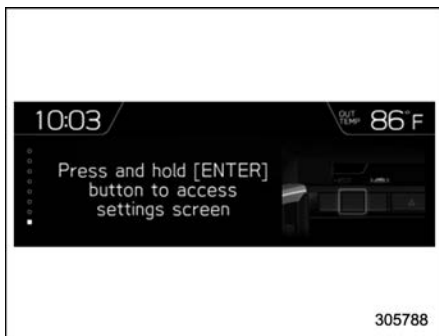 10:03
OUT
TEMP
86°F
Press and hold [ENTER]
button to access
settings screen
305788